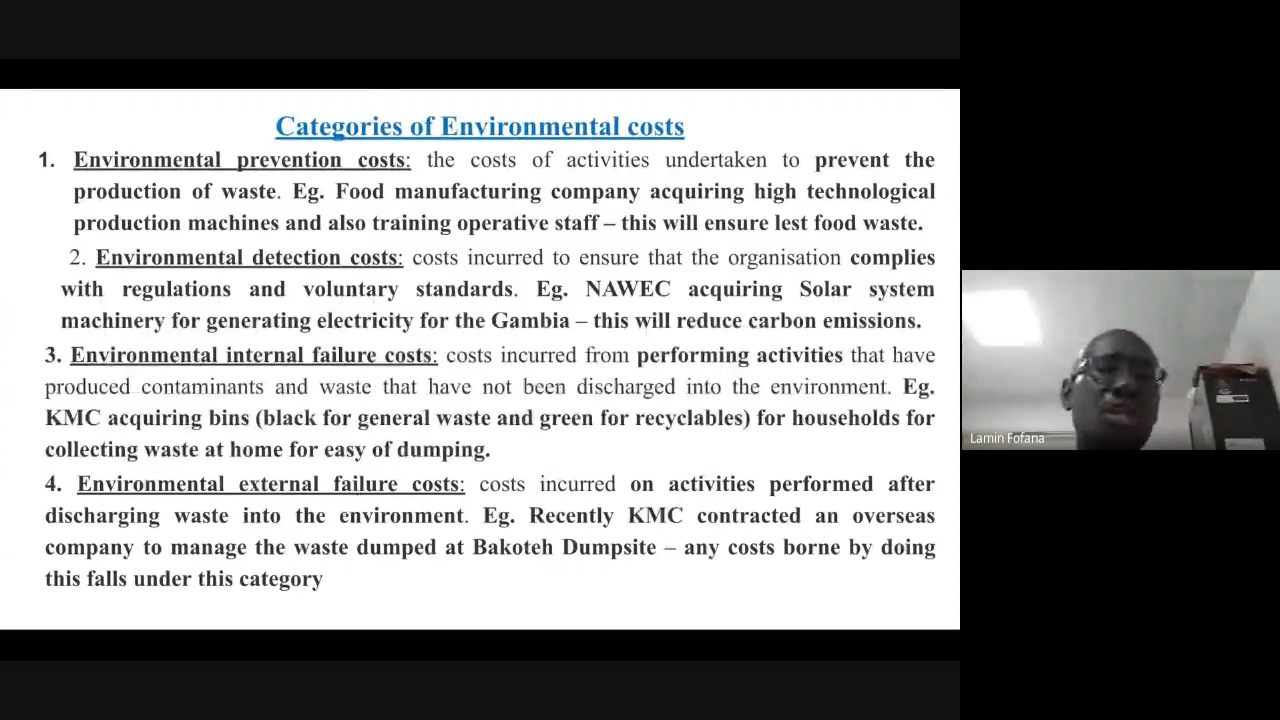 Categories of Environmental costs
1. Environmental prevention costs: the costs of activities undertaken to prevent the
production of waste. Eg. Food manufacturing company acquiring high technological
production machines and also training operative staff – this will ensure lest food waste.
2. Environmental detection costs: costs incurred to ensure that the organisation complies
with regulations and voluntary standards. Eg. NAWEC acquiring Solar system
machinery for generating electricity for the Gambia – this will reduce carbon emissions.
3. Environmental internal failure costs: costs incurred from performing activities that have
produced contaminants and waste that have not been discharged into the environment. Eg.
KMC acquiring bins (black for general waste and green for recyclables) for households for
collecting waste at home for easy of dumping.
4. Environmental external failure costs: costs incurred on activities performed after
discharging waste into the environment. Eg. Recently KMC contracted an overseas
company to manage the waste dumped at Bakoteh Dumpsite – any costs borne by doing
this falls under this category
Lamin Fofana